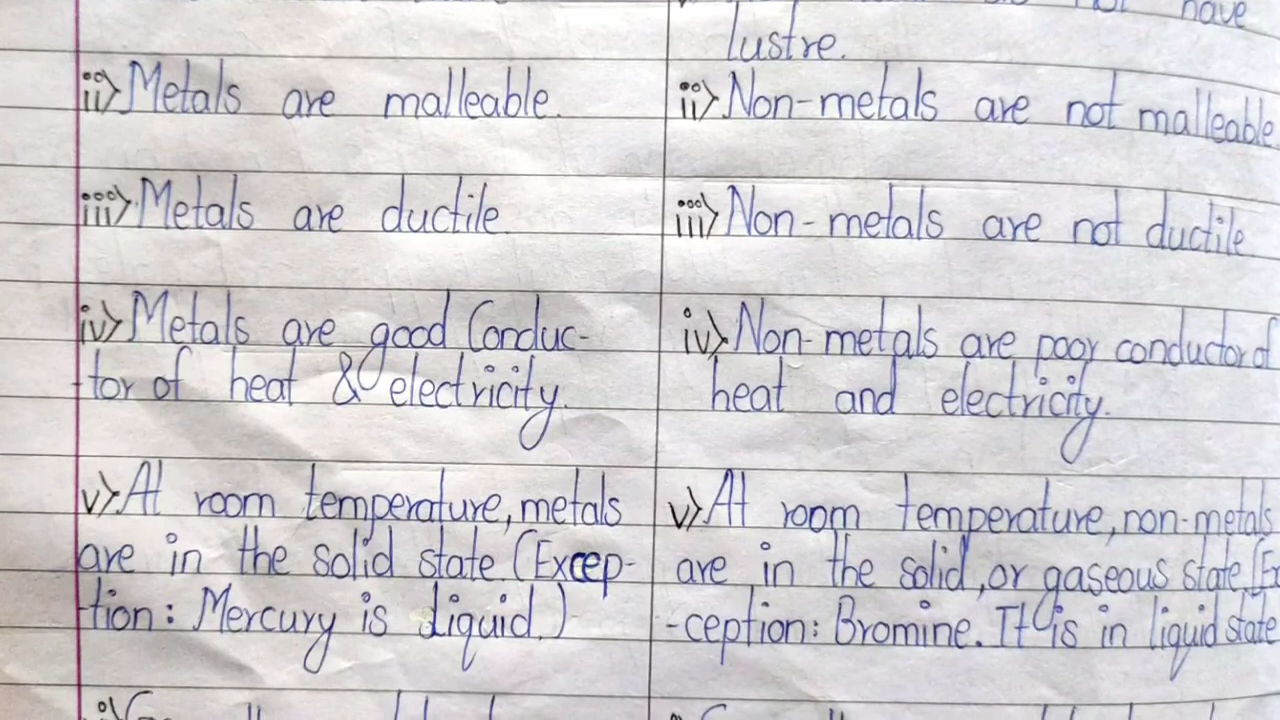 have
lustre.
ii) Metals are malleable.
ii) Non-metals are not malleable
iii) Metals are ductile.
iii) Non-metals are not ductile
iv) Metals are good Conduc-
-tor of heat & electricity.
iv) Non-metals are poor conductor of
heat and electricity.
v) At room temperature, metals
are in the solid state (Excep-
-tion: Mercury is liquid.)
v) At room temperature, non-metals
are in the solid, or gaseous state (Ex
-ception: Bromine. It is in liquid state